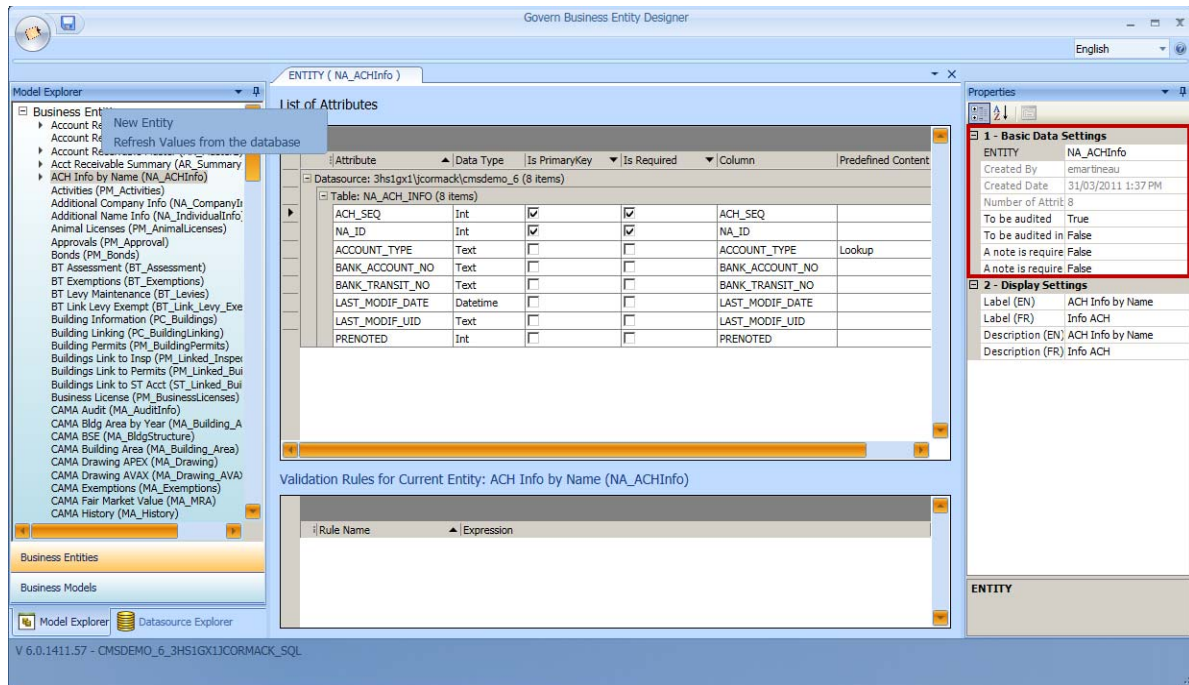 Govern Business Entity Designer
English
Model Explorer
Business Enti
New Entity
Refresh Values from the database
Account Re
Account Re
Account Re
Acct Receivable Summary (AR_Summary
ACH Info by Name (NA_ACHInfo)
Activities (PM_Activities)
Additional Company Info (NA_CompanyIn
Additional Name Info (NA_IndividualInfo
Animal Licenses (PM_AnimalLicenses)
Approvals (PM_Approval)
Bonds (PM_Bonds)
BT Assessment (BT_Assessment)
BT Exemptions (BT_Exemptions)
BT Levy Maintenance (BT_Levies)
BT Link Levy Exempt (BT_Link_Levy_Exe
Building Information (PC_Buildings)
Building Linking (PC_BuildingLinking)
Building Permits (PM_BuildingPermits)
Buildings Link to Insp (PM_Linked_Inspe
Buildings Link to Permits (PM_Linked_Bui
Buildings Link to ST Acct (ST_Linked_Bui
Business License (PM_BusinessLicenses)
CAMA Audit (MA_AuditInfo)
CAMA Bldg Area by Year (MA_Building_A
CAMA BSE (MA_BldgStructure)
CAMA Building Area (MA_Building_Area)
CAMA Drawing APEX (MA_Drawing)
CAMA Drawing AVAX (MA_Drawing_AVA
CAMA Exemptions (MA_Exemptions)
CAMA Fair Market Value (MA_MRA)
CAMA History (MA_History)
Business Entities
Business Models
Model Explorer Datasource Explorer
ENTITY ( NA_ACHInfo )
List of Attributes
Attribute Data Type Is PrimaryKey Is Required Column Predefined Content
Datasource: 3hs1gx1\jcormack\cmsdemo_6 (8 items)
Table: NA_ACH_INFO (8 items)
ACH_SEQ Int ACH_SEQ
NA_ID Int NA_ID
ACCOUNT_TYPE Text ACCOUNT_TYPE Lookup
BANK_ACCOUNT_NO Text BANK_ACCOUNT_NO
BANK_TRANSIT_NO Text BANK_TRANSIT_NO
LAST_MODIF_DATE Datetime LAST_MODIF_DATE
LAST_MODIF_UID Text LAST_MODIF_UID
PRENOTED Int PRENOTED
Validation Rules for Current Entity: ACH Info by Name (NA_ACHInfo)
Rule Name Expression
Properties
1 - Basic Data Settings
ENTITY NA_ACHInfo
Created By emartineau
Created Date 31/03/2011 1:37 PM
Number of Attrib 8
To be audited True
To be audited in False
A note is require False
A note is require False
2 - Display Settings
Label (EN) ACH Info by Name
Label (FR) Info ACH
Description (EN) ACH Info by Name
Description (FR) Info ACH
ENTITY
V 6.0.1411.57 - CMSDEMO_6_3HS1GX1JCORMACK_SQL